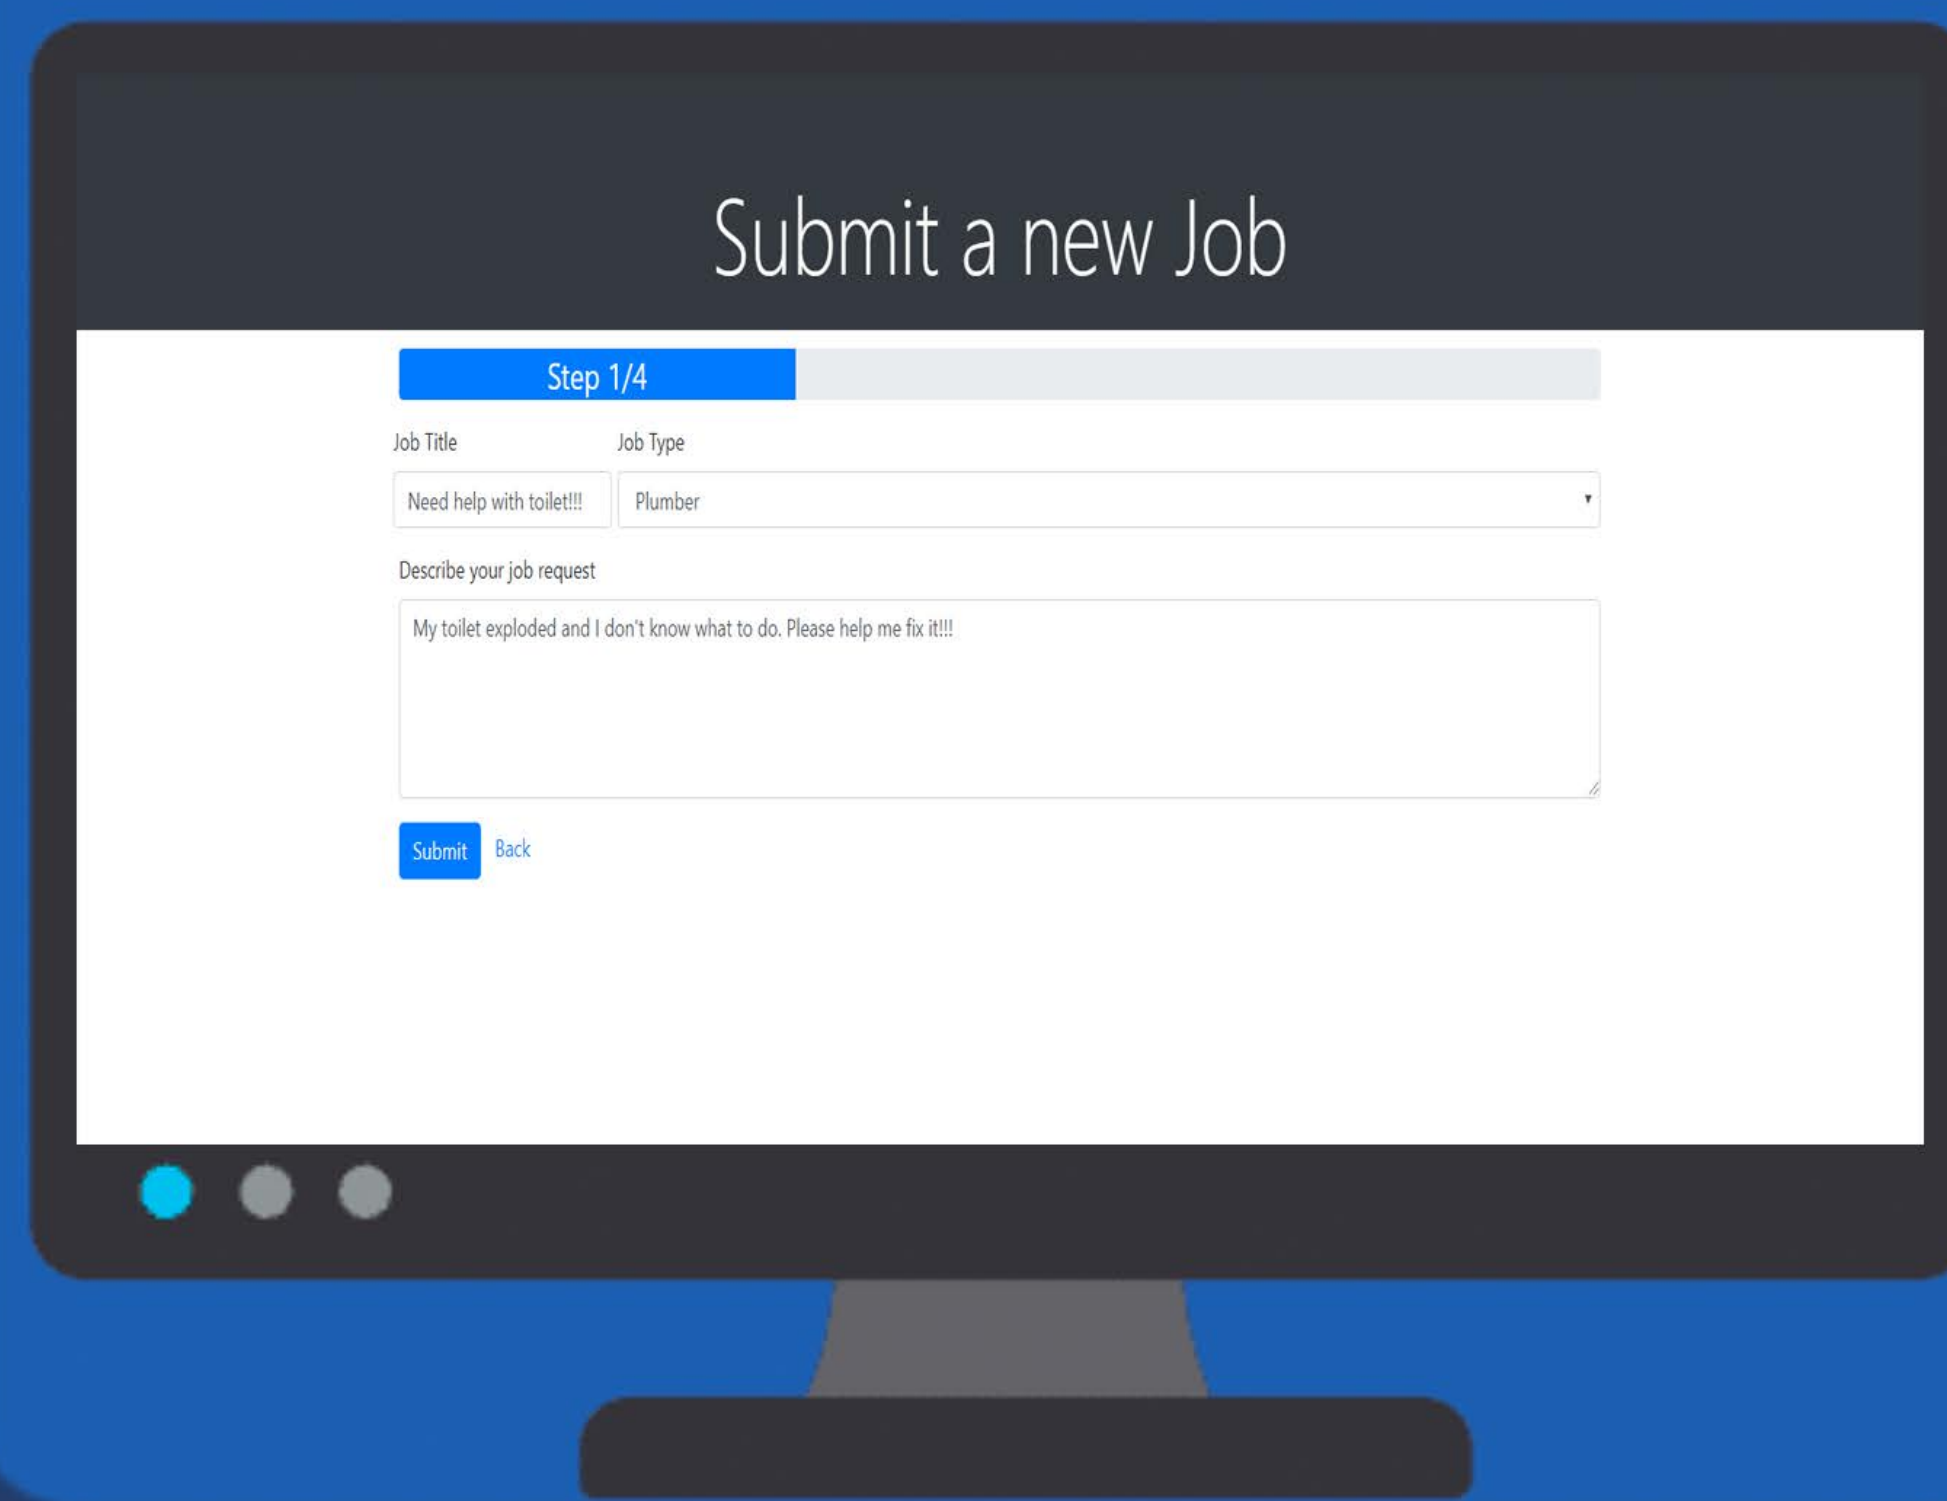 Submit a new Job
Step 1/4
Job Title Job Type
Need help with toilet!!! Plumber
Describe your job request
My toilet exploded and I don't know what to do. Please help me fix it!!!
Submit Back